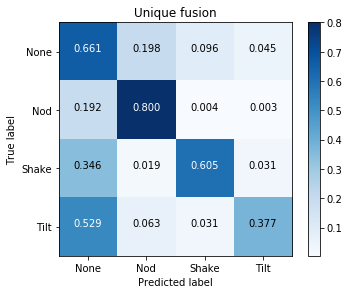 Unique fusion
None 0.661 0.198 0.096 0.045
Nod 0.192 0.800 0.004 0.003
Shake 0.346 0.019 0.605 0.031
Tilt 0.529 0.063 0.031 0.377
None Nod Shake Tilt
Predicted label
True label
0.8
0.7
0.6
0.5
0.4
0.3
0.2
0.1